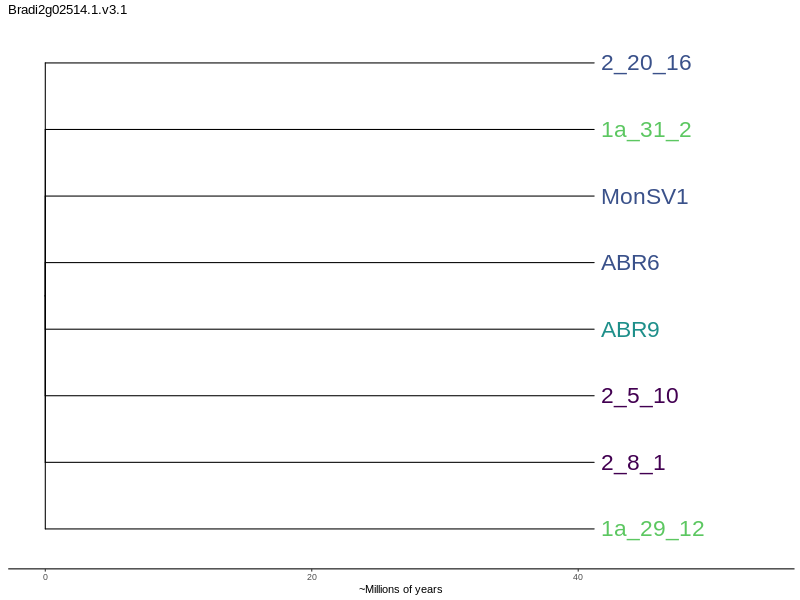 Bradi2g02514.1.v3.1
2_20_16
1a_31_2
MonSV1
ABR6
ABR9
2_5_10
2_8_1
1a_29_12
0 20 40
~Millions of years